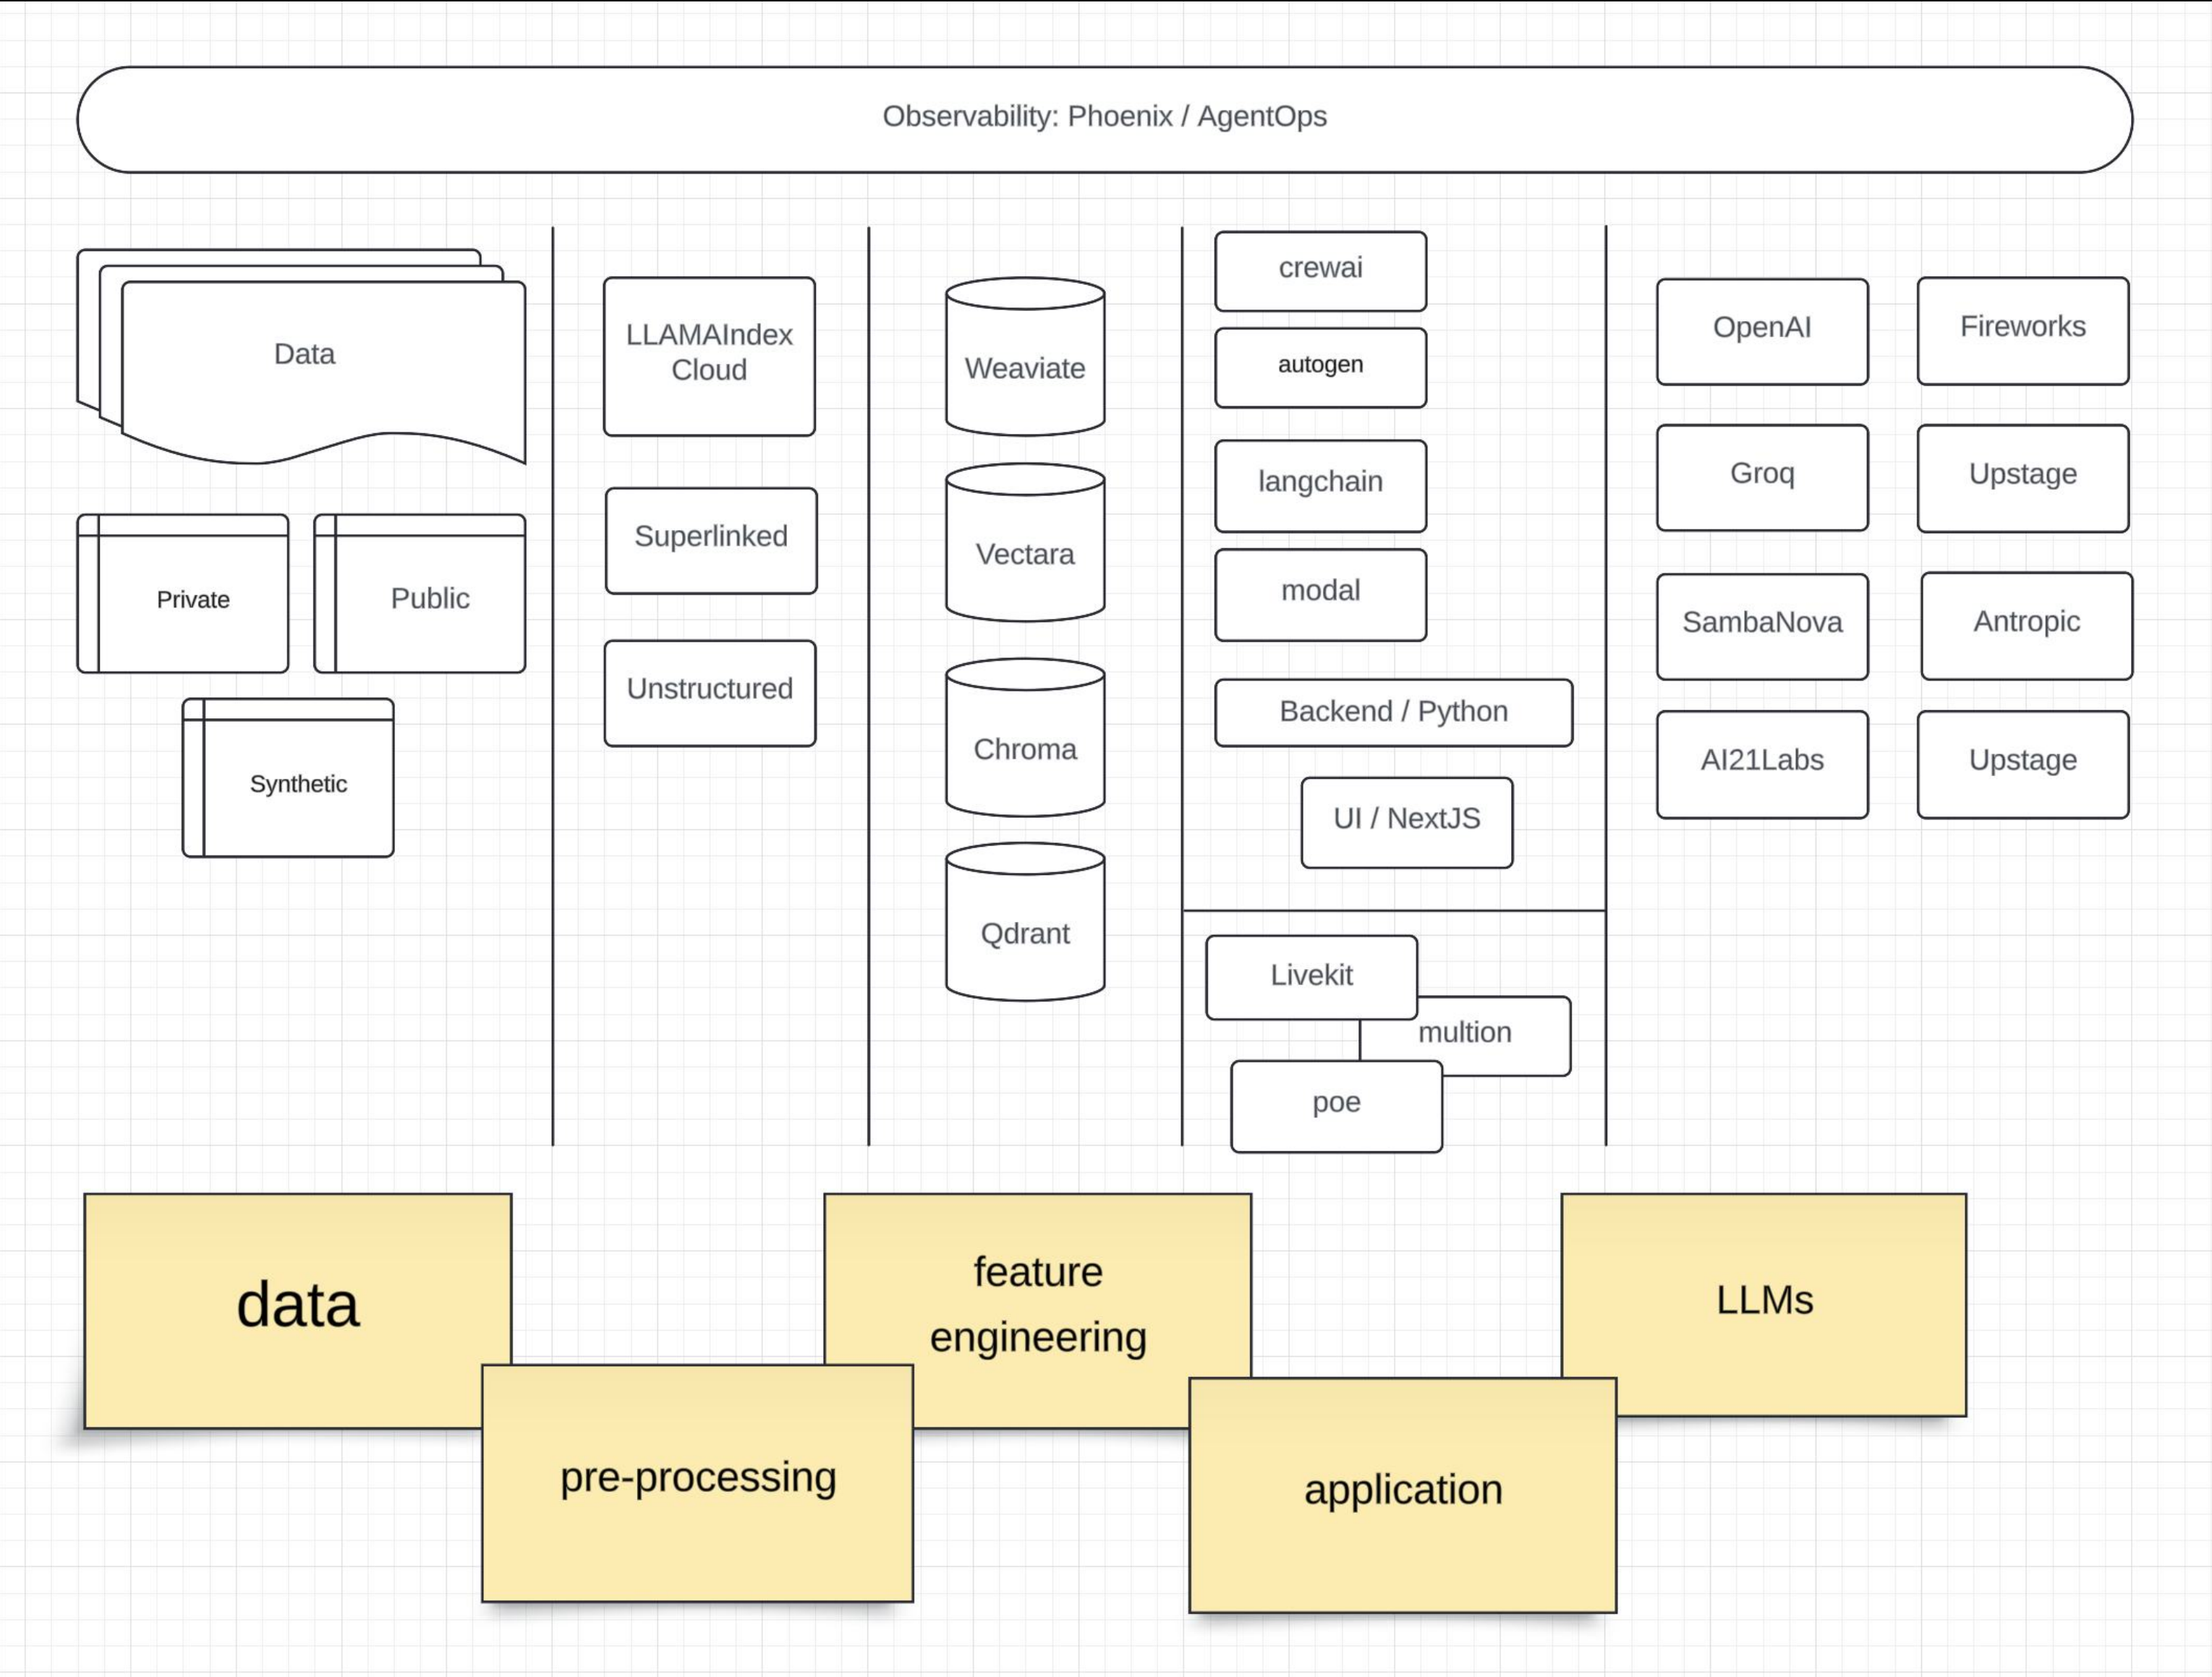 Observability: Phoenix / AgentOps
Data
Private
Public
Synthetic
LLAMAIndex
Cloud
Superlinked
Unstructured
Weaviate
Vectara
Chroma
Qdrant
crewai
autogen
langchain
modal
Backend / Python
UI / NextJS
Livekit
multion
poe
OpenAI
Fireworks
Groq
Upstage
SambaNova
Antropic
AI21Labs
Upstage
data
pre-processing
feature
engineering
application
LLMs